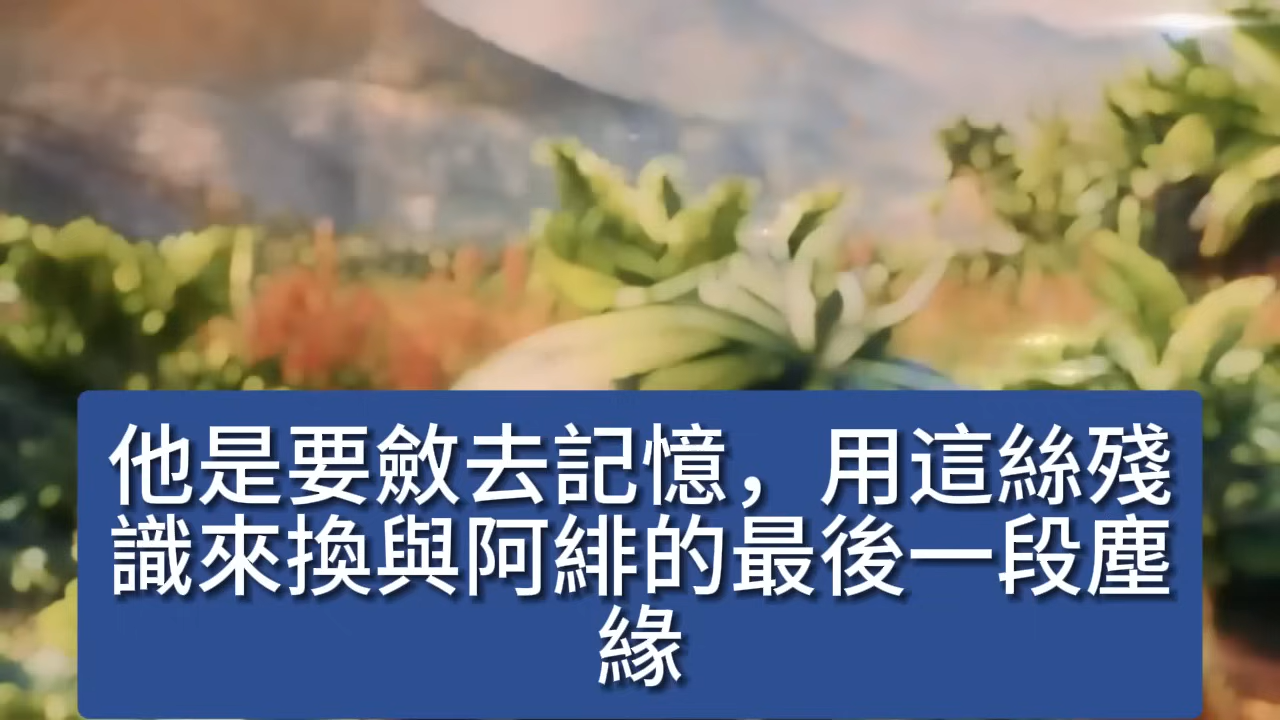 他是要斂去記憶，用這絲殘
識來換與阿緋的最後一段塵
緣